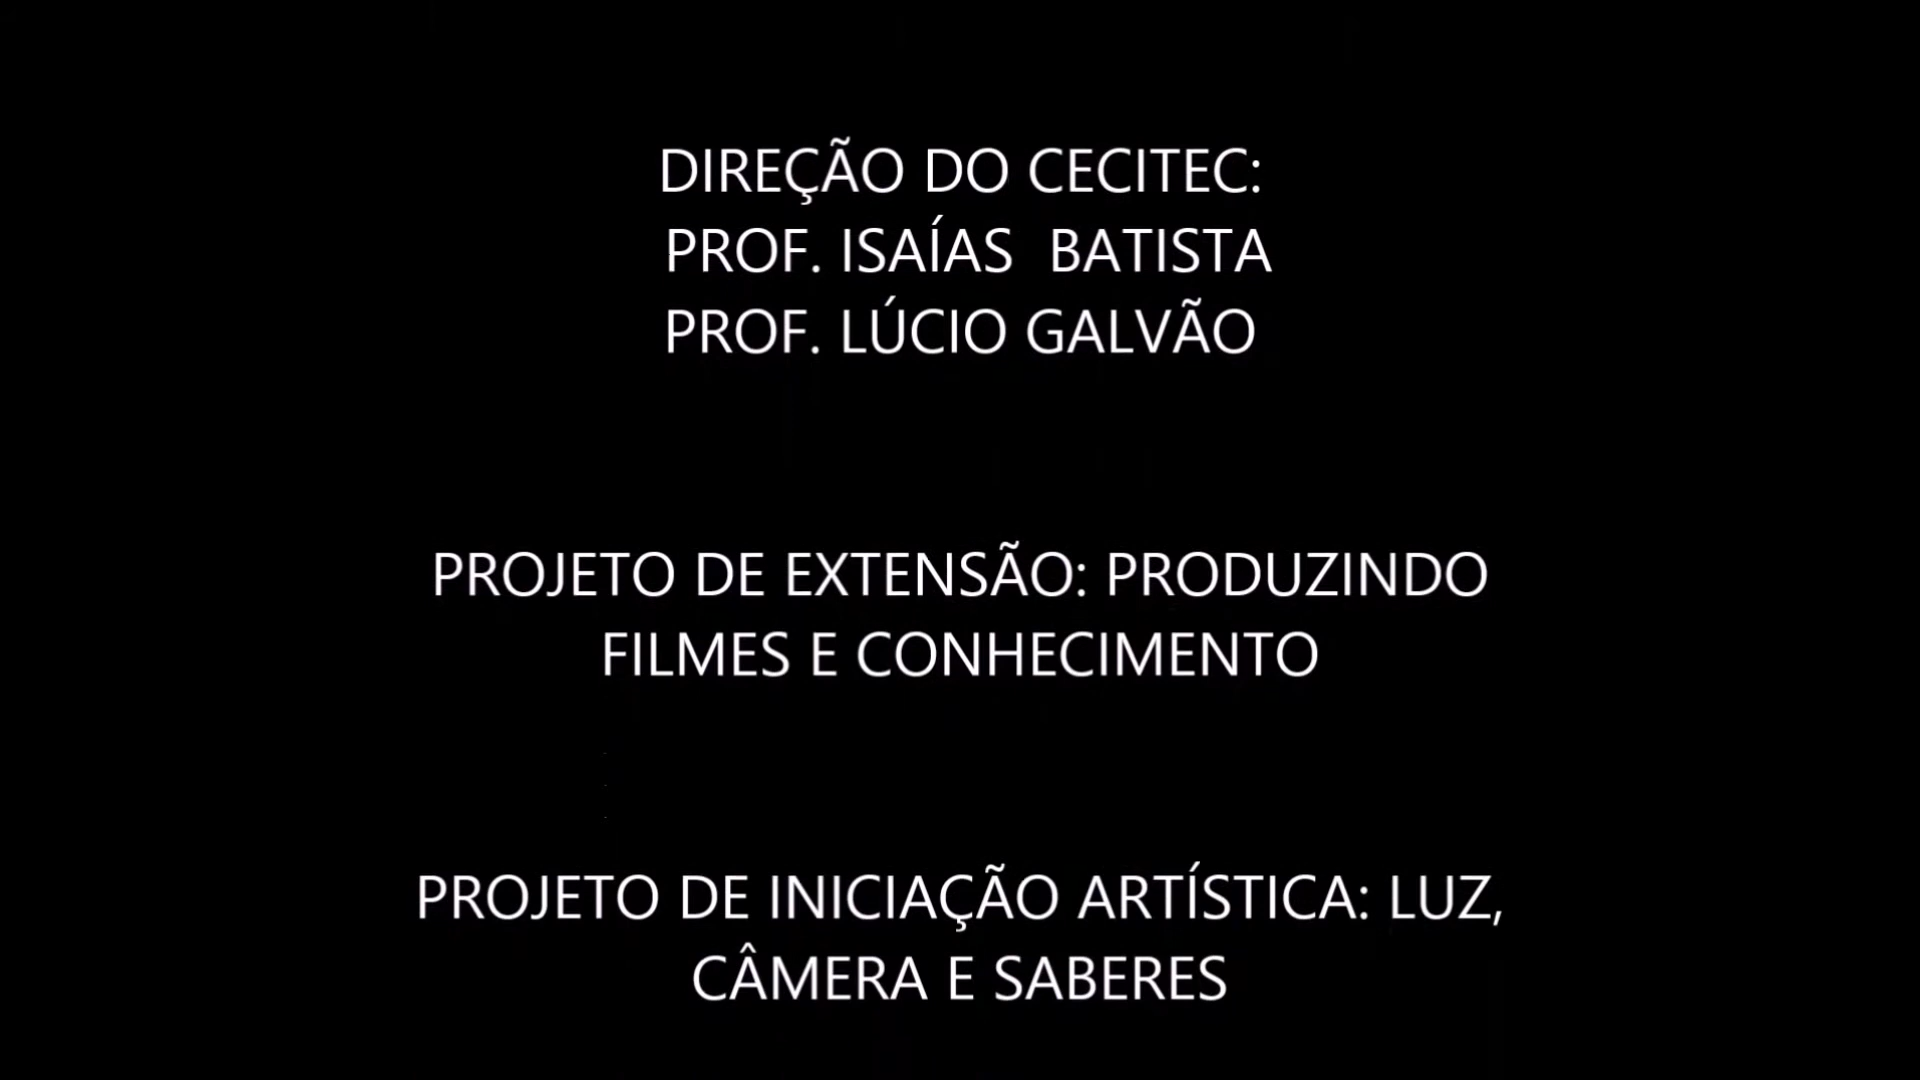 DIREÇÃO DO CECITEC:
PROF. ISAÍAS  BATISTA
PROF. LÚCIO GALVÃO
PROJETO DE EXTENSÃO: PRODUZINDO
FILMES E CONHECIMENTO
PROJETO DE INICIAÇÃO ARTÍSTICA: LUZ,
CÂMERA E SABERES